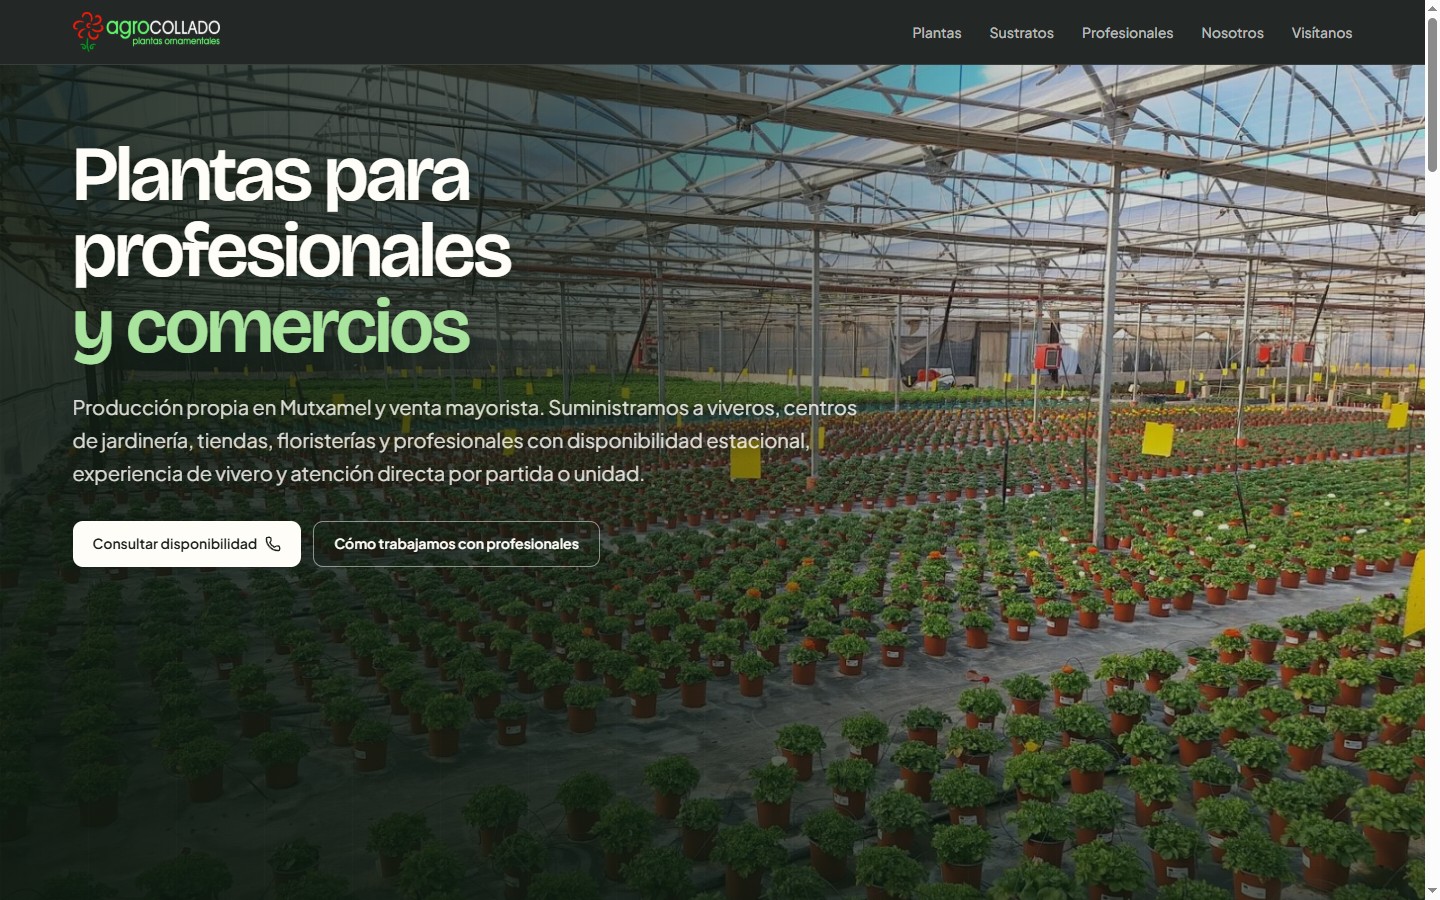 agroCOLLADO
plantas ornamentales
Plantas
Sustratos
Profesionales
Nosotros
Visítanos
Plantas para
profesionales
y comercios
Producción propia en Mutxamel y venta mayorista. Suministramos a viveros, centros
de jardinería, tiendas, floristerías y profesionales con disponibilidad estacional,
experiencia de vivero y atención directa por partida o unidad.
Consultar disponibilidad
Cómo trabajamos con profesionales